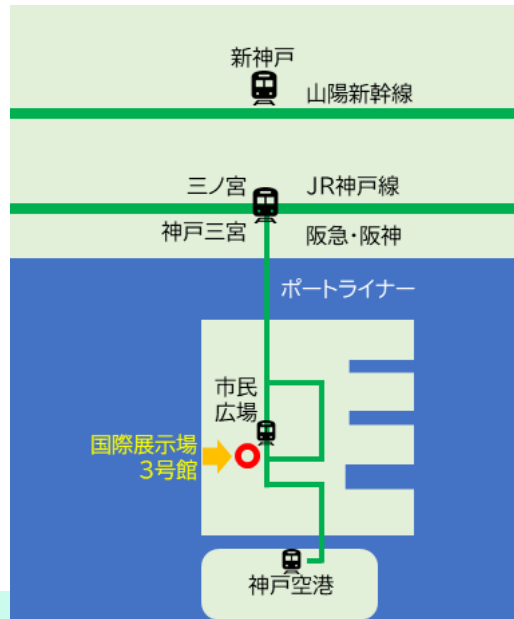 新神戸
山陽新幹線
三ノ宮
JR神戸線
神戸三宮
阪急・阪神
ポートライナー
市民
広場
国際展示場
3号館
神戸空港